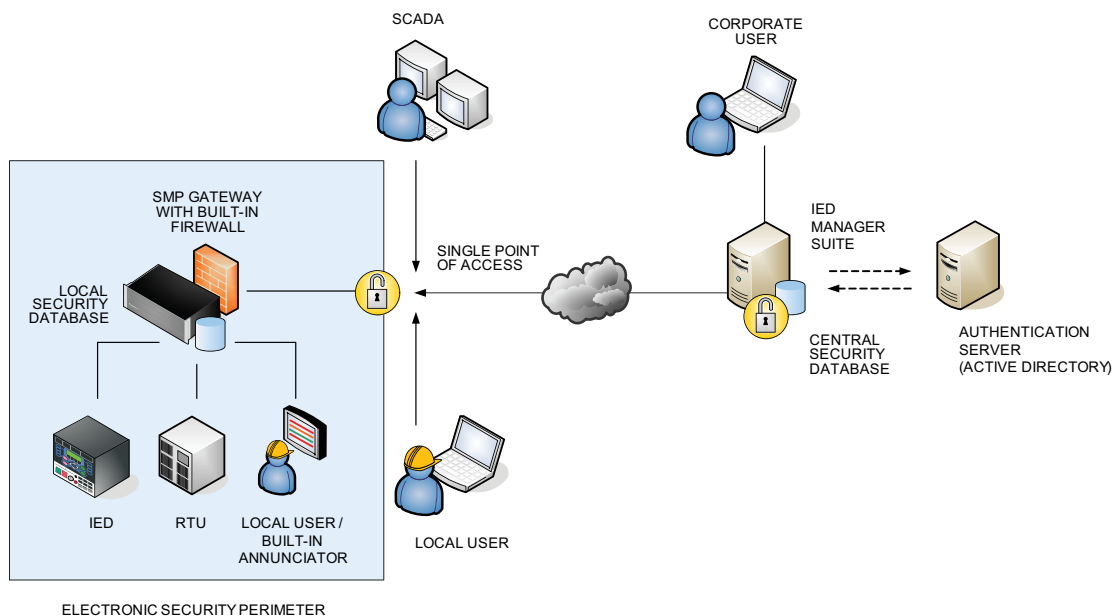 SCADA
CORPORATE
USER
SMP GATEWAY
WITH BUILT-IN
FIREWALL
LOCAL
SECURITY
DATABASE
SINGLE POINT
OF ACCESS
IED
MANAGER
SUITE
CENTRAL
SECURITY
DATABASE
AUTHENTICATION
SERVER
(ACTIVE DIRECTORY)
IED
RTU
LOCAL USER /
BUILT-IN
ANNUNCIATOR
LOCAL USER
ELECTRONIC SECURITY PERIMETER